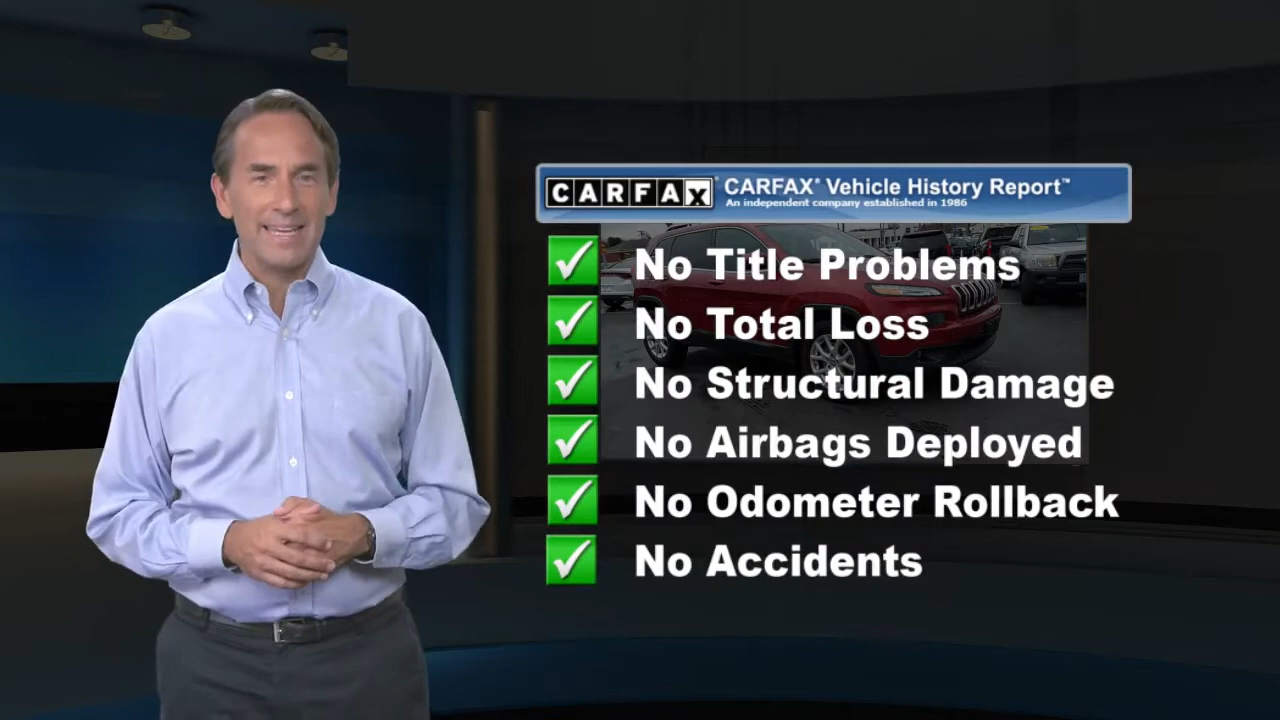 CARFAX
CARFAX® Vehicle History Report™
An independent company established in 1986
No Title Problems
No Total Loss
No Structural Damage
No Airbags Deployed
No Odometer Rollback
No Accidents